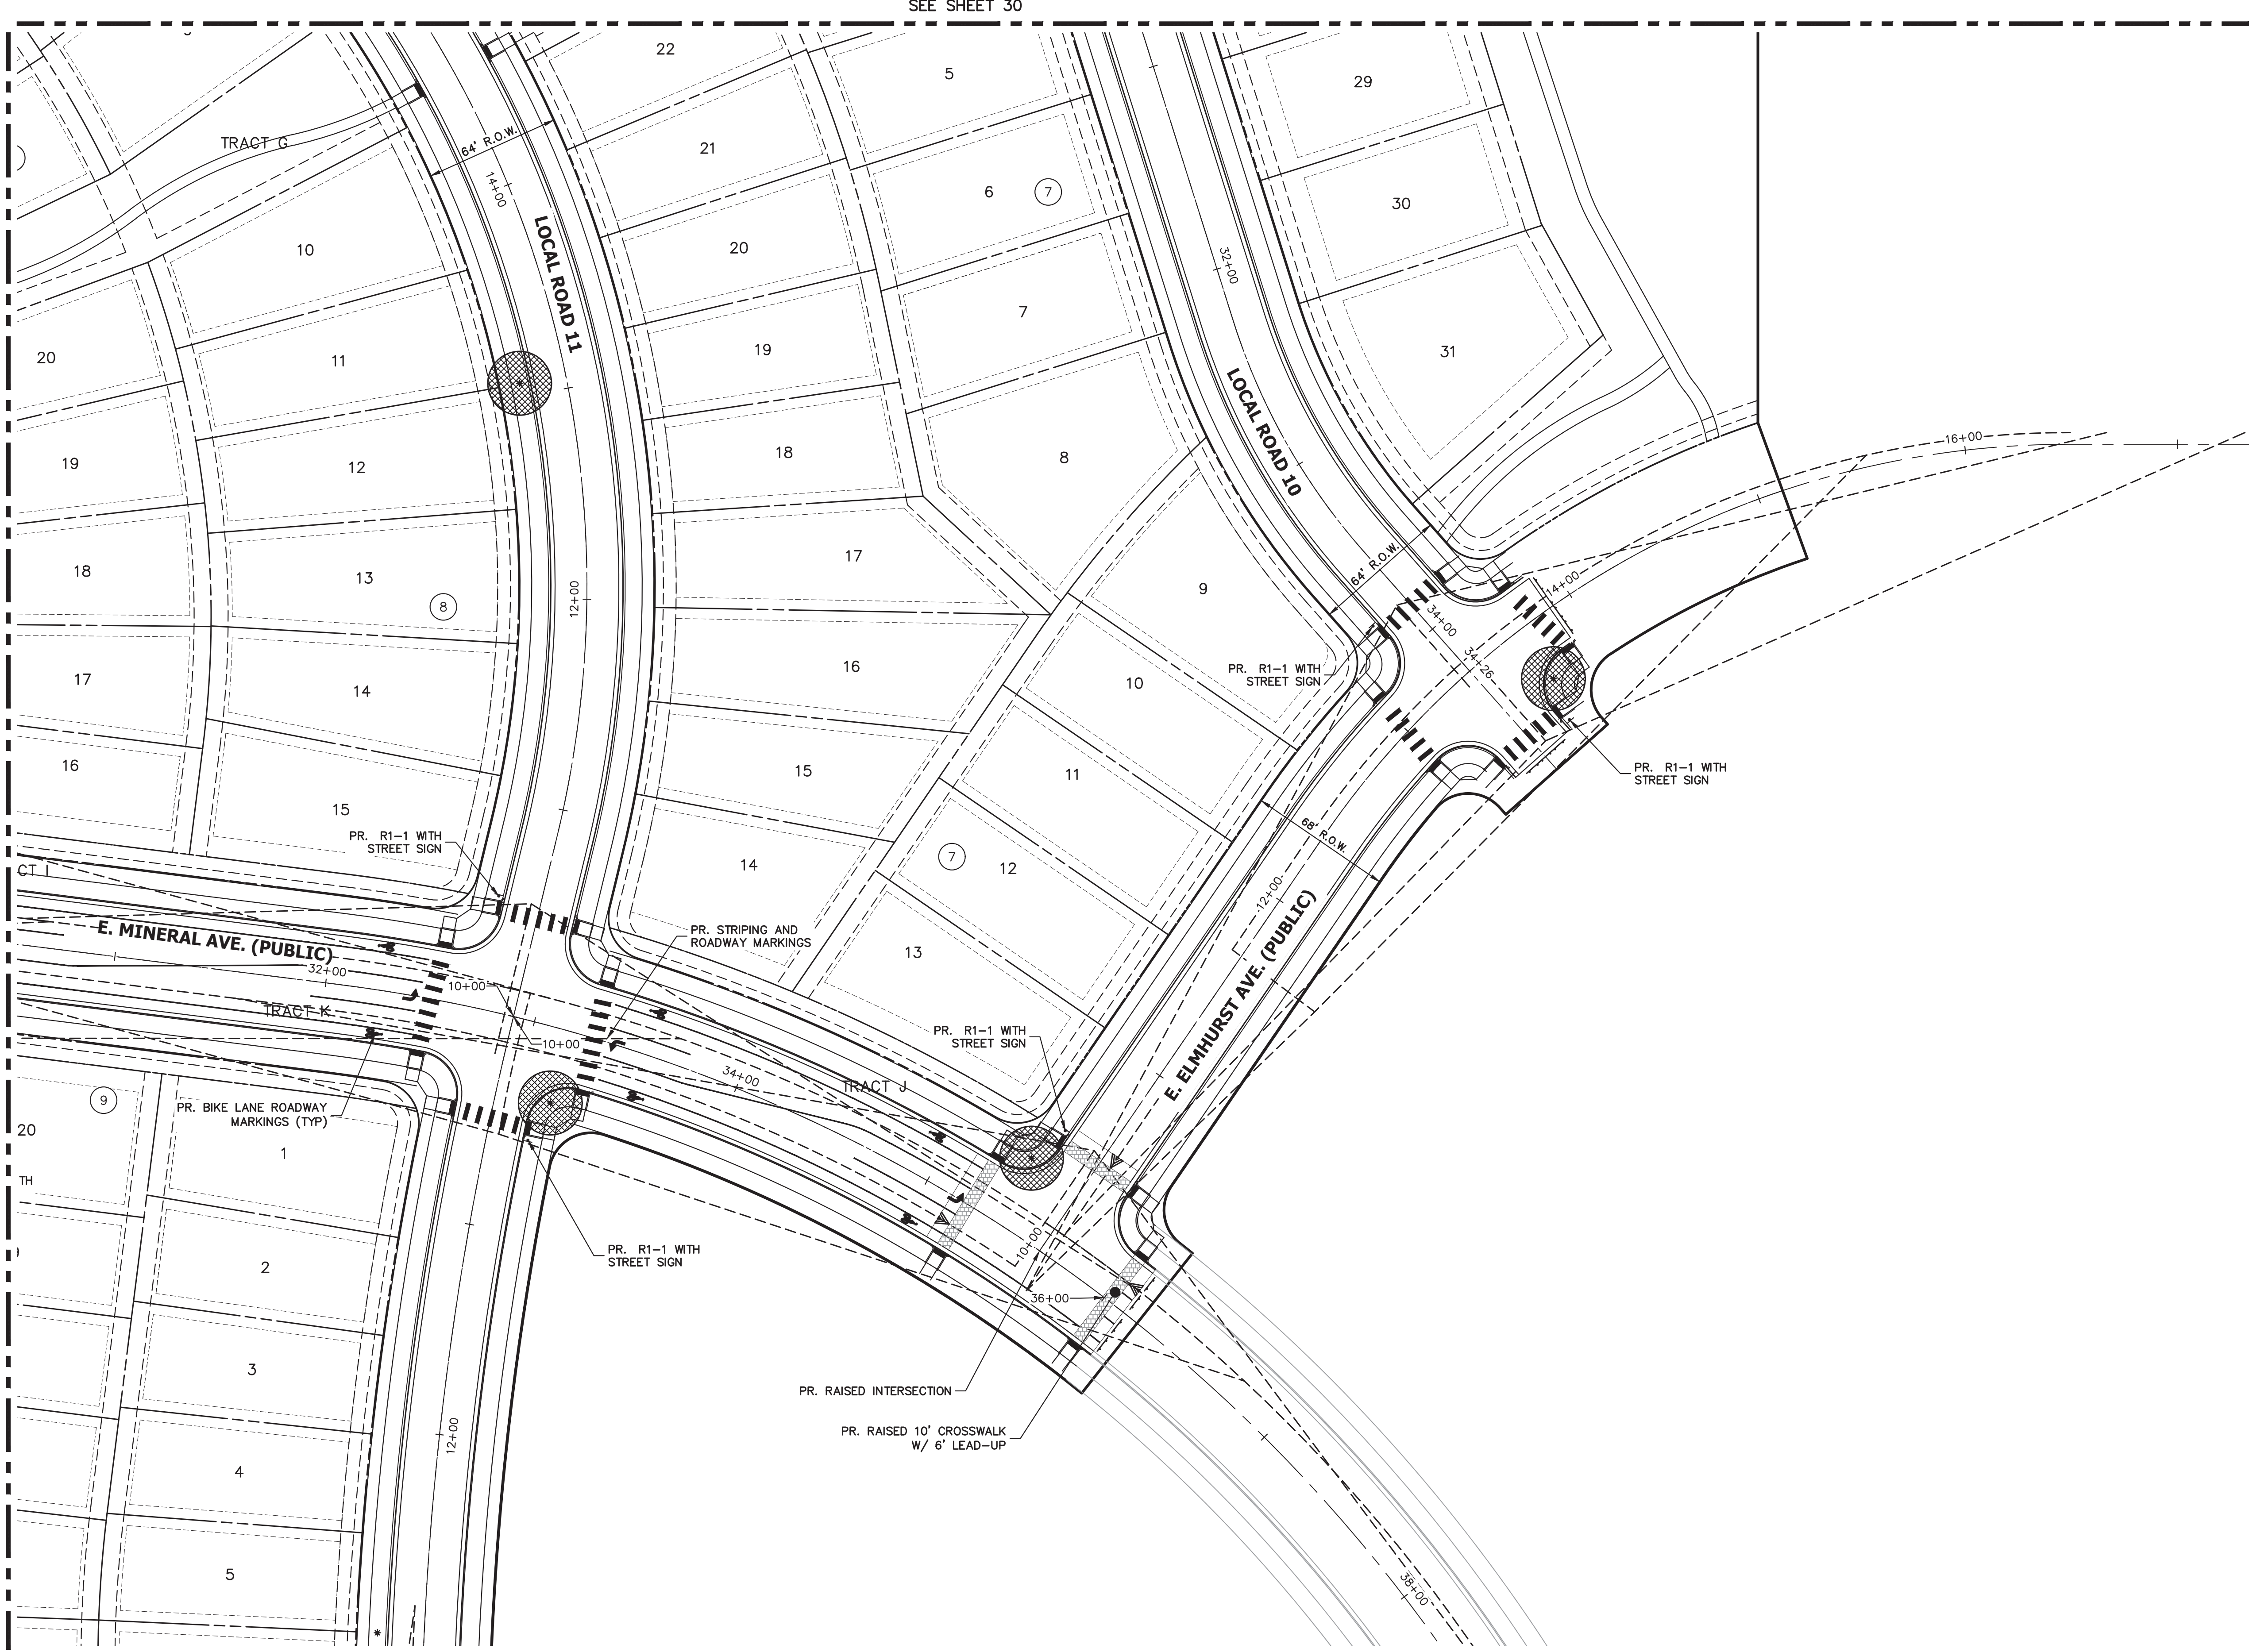 SEE SHEET 30
22
5
29
TRACT G
64' R.O.W.
21
14+00
6
7
30
10
LOCAL ROAD 11
20
32+00
7
31
20
11
19
LOCAL ROAD 10
16+00
19
12
18
8
18
13
8
12+00
17
9
64' R.O.W.
14+00
34+00
34+26
17
14
16
10
PR. R1-1 WITH
STREET SIGN
16
15
15
11
PR. R1-1 WITH
STREET SIGN
PR. R1-1 WITH
STREET SIGN
14
7
12
68' R.O.W.
CT I
12+00
E. MINERAL AVE. (PUBLIC)
32+00
10+00
PR. STRIPING AND
ROADWAY MARKINGS
13
E. ELMHURST AVE. (PUBLIC)
TRACT K
10+00
PR. R1-1 WITH
STREET SIGN
34+00
TRACT J
9
PR. BIKE LANE ROADWAY
MARKINGS (TYP)
20
1
TH
2
PR. R1-1 WITH
STREET SIGN
10+00
36+00
3
PR. RAISED INTERSECTION
12+00
PR. RAISED 10' CROSSWALK
W/ 6' LEAD-UP
4
5
38+00